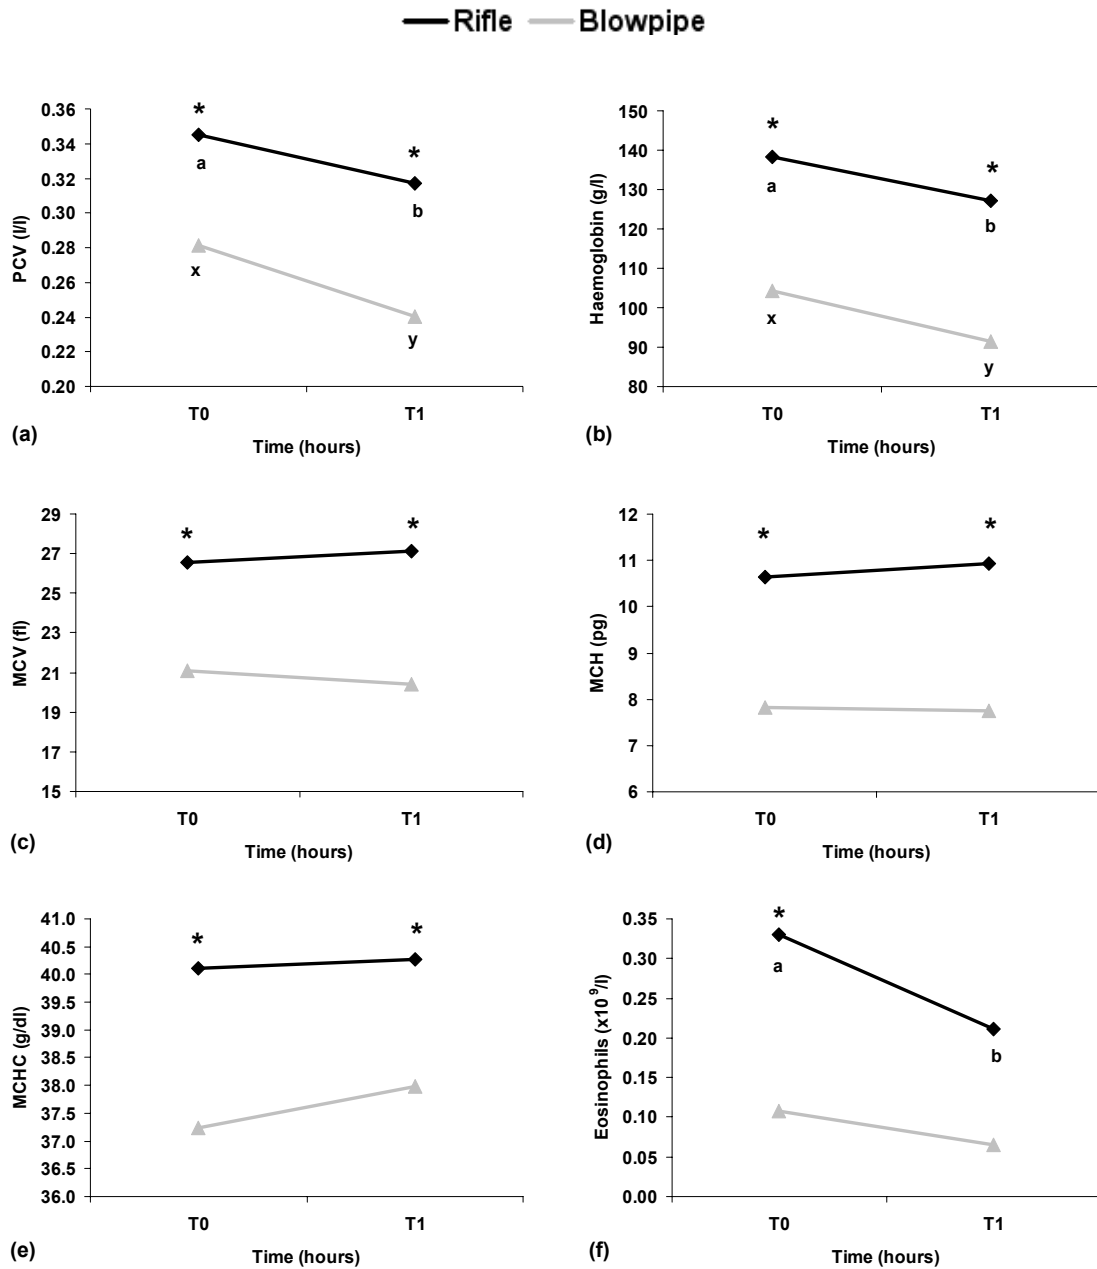 Rifle Blowpipe
PCV (l/l)
0.36
0.34
0.32
0.30
0.28
0.26
0.24
0.22
0.20
*
*
a
b
x
y
T0 T1
(a)
Time (hours)
Haemoglobin (g/l)
150
140
130
120
110
100
90
80
*
*
a
b
x
y
T0 T1
(b)
Time (hours)
MCV (fl)
29
27
25
23
21
19
17
15
*
*
T0 T1
(c)
Time (hours)
MCH (pg)
12
11
10
9
8
7
6
*
*
T0 T1
(d)
Time (hours)
MCHC (g/dl)
41.0
40.5
40.0
39.5
39.0
38.5
38.0
37.5
37.0
36.5
36.0
*
*
T0 T1
(e)
Time (hours)
Eosinophils (x10⁹/l)
0.35
0.30
0.25
0.20
0.15
0.10
0.05
0.00
*
a
b
T0 T1
(f)
Time (hours)